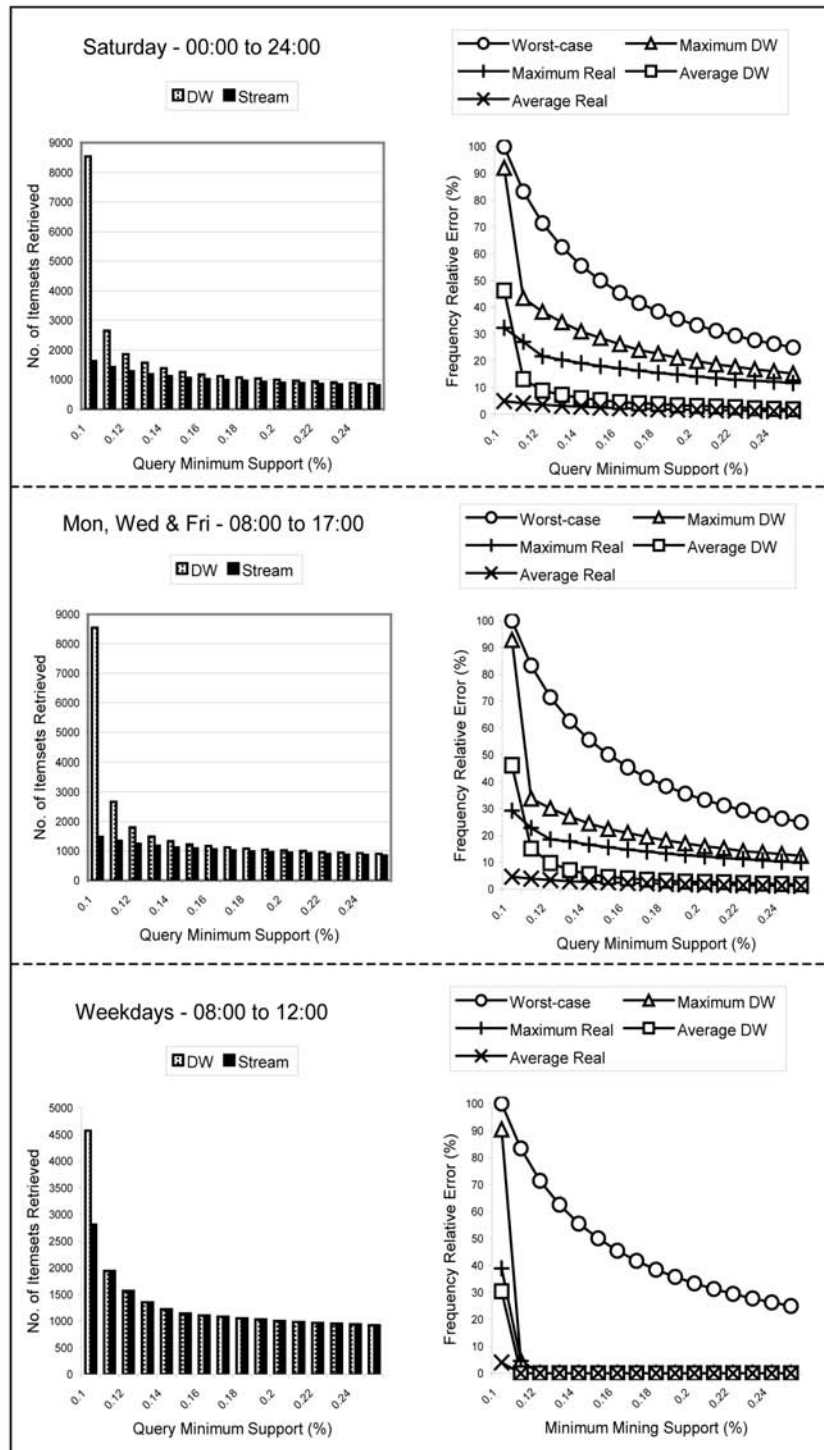 Saturday - 00:00 to 24:00
DW Stream
No. of Itemsets Retrieved
9000
8000
7000
6000
5000
4000
3000
2000
1000
0
0.1 0.12 0.14 0.16 0.18 0.2 0.22 0.24
Query Minimum Support (%)
Worst-case Maximum DW
Maximum Real Average DW
Average Real
Frequency Relative Error (%)
100
90
80
70
60
50
40
30
20
10
0
0.1 0.12 0.14 0.16 0.18 0.2 0.22 0.24
Query Minimum Support (%)
Mon, Wed & Fri - 08:00 to 17:00
DW Stream
No. of Itemsets Retrieved
9000
8000
7000
6000
5000
4000
3000
2000
1000
0
0.1 0.12 0.14 0.16 0.18 0.2 0.22 0.24
Query Minimum Support (%)
Worst-case Maximum DW
Maximum Real Average DW
Average Real
Frequency Relative Error (%)
100
90
80
70
60
50
40
30
20
10
0
0.1 0.12 0.14 0.16 0.18 0.2 0.22 0.24
Query Minimum Support (%)
Weekdays - 08:00 to 12:00
DW Stream
No. of Itemsets Retrieved
5000
4500
4000
3500
3000
2500
2000
1500
1000
500
0
0.1 0.12 0.14 0.16 0.18 0.2 0.22 0.24
Query Minimum Support (%)
Worst-case Maximum DW
Maximum Real Average DW
Average Real
Frequency Relative Error (%)
100
90
80
70
60
50
40
30
20
10
0
0.1 0.12 0.14 0.16 0.18 0.2 0.22 0.24
Minimum Mining Support (%)